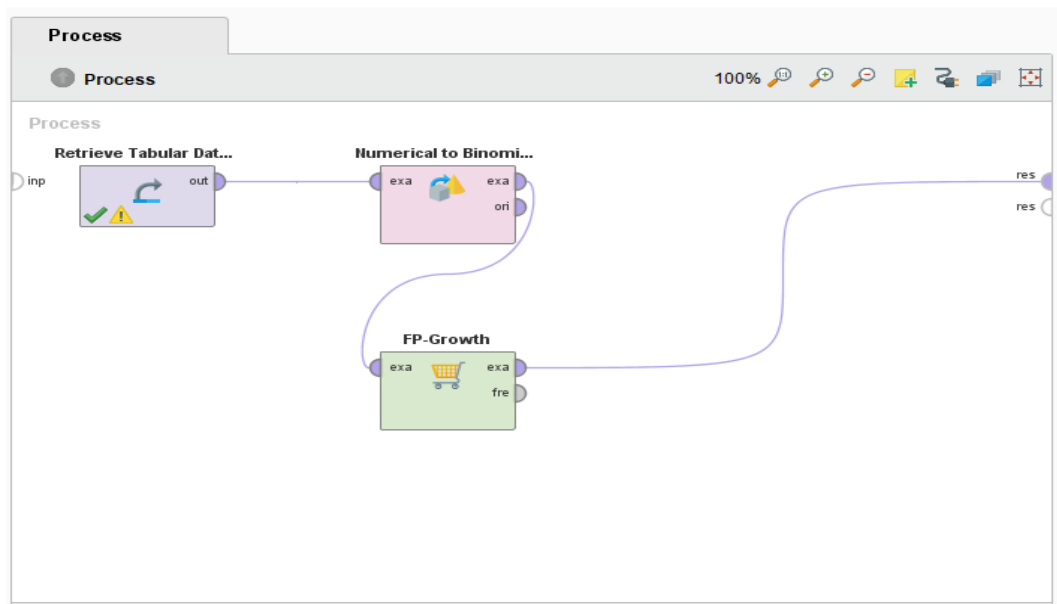 Process
Process
100%
Process
Retrieve Tabular Dat...
Numerical to Binomi...
inp
out
exa
exa
ori
res
res
FP-Growth
exa
exa
fre